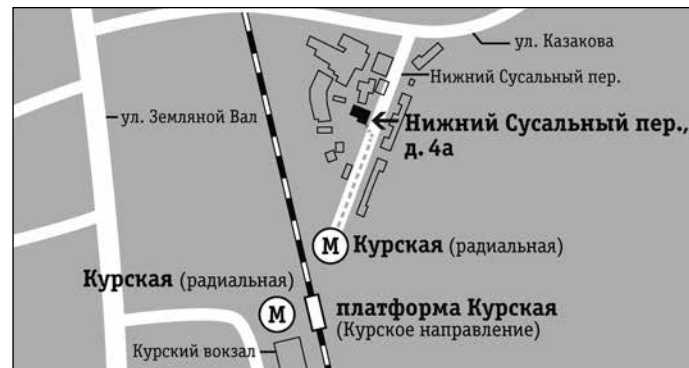 ул. Казакова
Нижний Сусальный пер.
ул. Земляной Вал
Нижний Сусальный пер.,
д. 4а
М Курская (радиальная)
Курская (радиальная)
М
платформа Курская
(Курское направление)
Курский вокзал